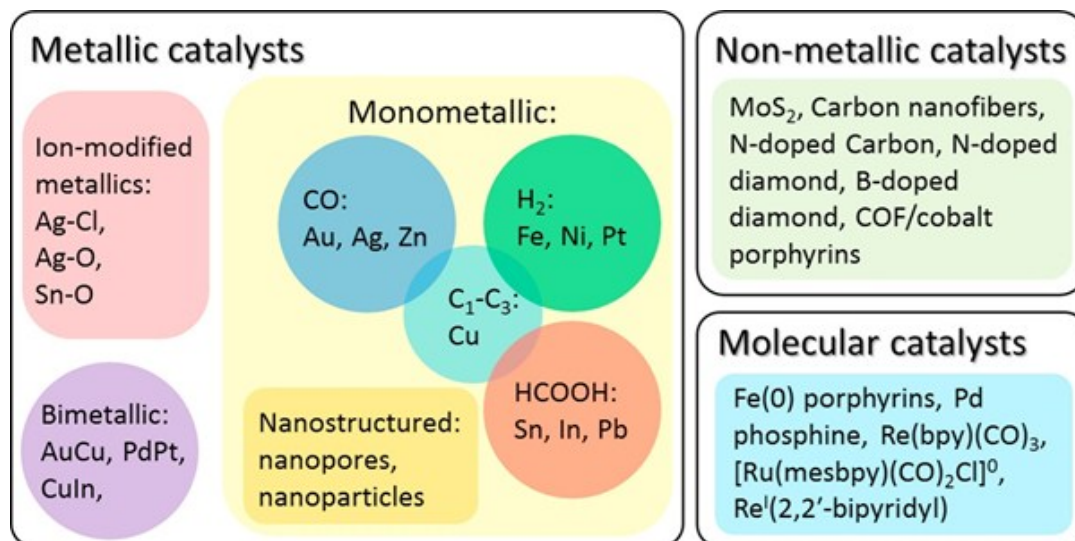 Metallic catalysts
Ion-modified
metallics:
Ag-Cl,
Ag-O,
Sn-O
Bimetallic:
AuCu, PdPt,
CuIn,
Monometallic:
CO:
Au, Ag, Zn
H₂:
Fe, Ni, Pt
C₁-C₃:
Cu
HCOOH:
Sn, In, Pb
Nanostructured:
nanopores,
nanoparticles
Non-metallic catalysts
MoS₂, Carbon nanofibers,
N-doped Carbon, N-doped
diamond, B-doped
diamond, COF/cobalt
porphyrins
Molecular catalysts
Fe(0) porphyrins, Pd
phosphine, Re(bpy)(CO)₃,
[Ru(mesbpy)(CO)₂Cl]⁰,
Reᴵ(2,2′-bipyridyl)